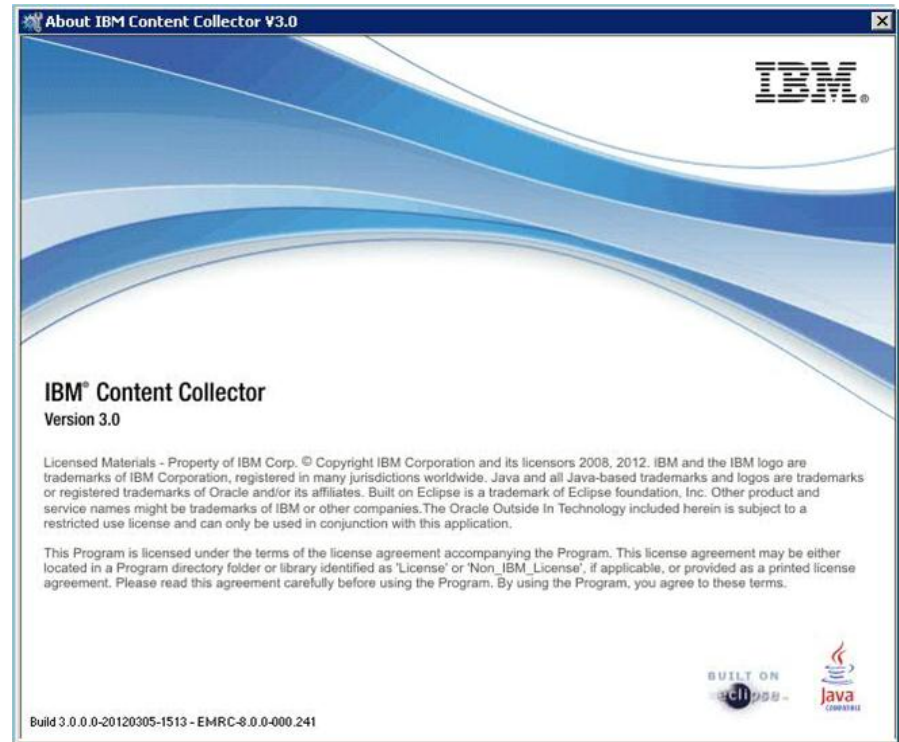 About IBM Content Collector V3.0
IBM®
IBM® Content Collector
Version 3.0
Licensed Materials - Property of IBM Corp. © Copyright IBM Corporation and its licensors 2008, 2012. IBM and the IBM logo are
trademarks of IBM Corporation, registered in many jurisdictions worldwide. Java and all Java-based trademarks and logos are trademarks
or registered trademarks of Oracle and/or its affiliates. Built on Eclipse is a trademark of Eclipse foundation, Inc. Other product and
service names might be trademarks of IBM or other companies.The Oracle Outside In Technology included herein is subject to a
restricted use license and can only be used in conjunction with this application.
This Program is licensed under the terms of the license agreement accompanying the Program. This license agreement may be either
located in a Program directory folder or library identified as 'License' or 'Non_IBM_License', if applicable, or provided as a printed license
agreement. Please read this agreement carefully before using the Program. By using the Program, you agree to these terms.
BUILT ON
eclipse
Java
COMPATIBLE
Build 3.0.0.0-20120305-1513 - EMRC-8.0.0-000.241